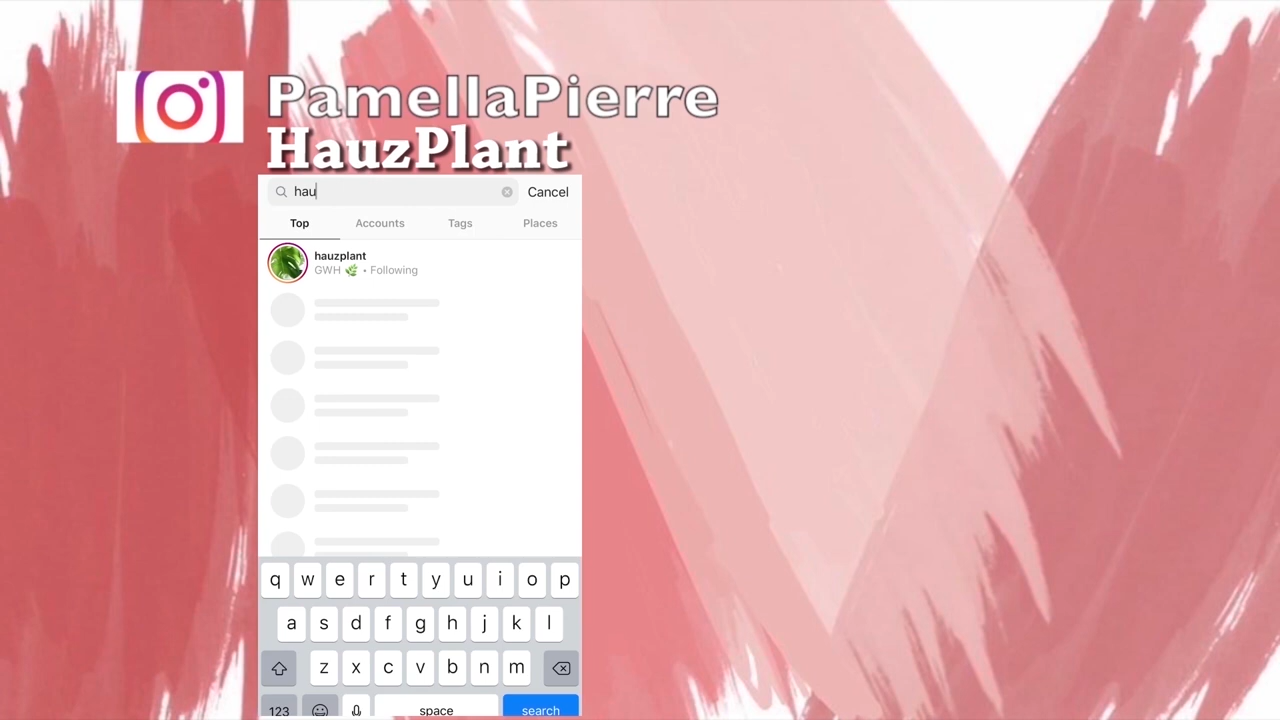 PamellaPierre
HauzPlant
hau
Cancel
Top Accounts Tags Places
hauzplant
GWH 🌿 • Following
q w e r t y u i o p
a s d f g h j k l
z x c v b n m
123 space search